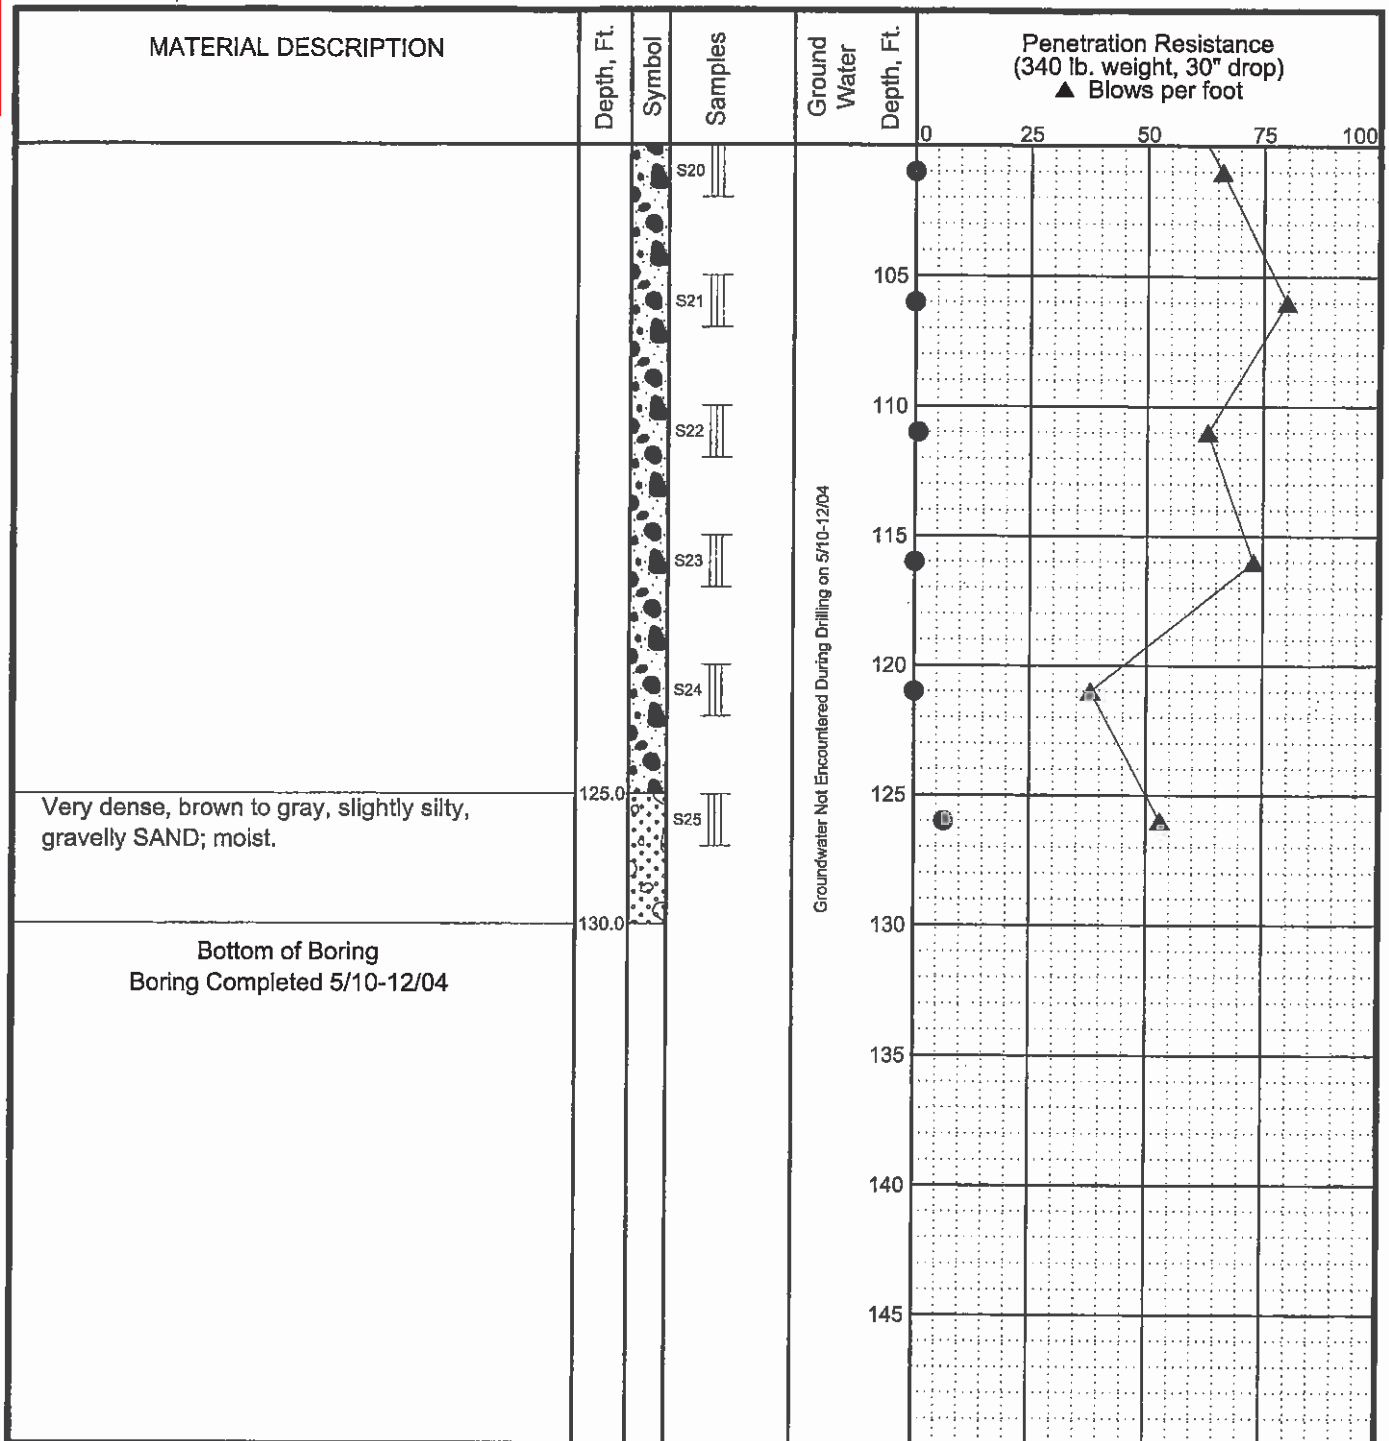 MATERIAL DESCRIPTION
Depth, Ft.
Symbol
Samples
Ground
Water
Depth, Ft.
Penetration Resistance
(340 lb. weight, 30" drop)
▲ Blows per foot
0 25 50 75 100
S20
105
S21
110
S22
Groundwater Not Encountered During Drilling on 5/10-12/04
115
S23
120
S24
125.0
125
Very dense, brown to gray, slightly silty,
gravelly SAND; moist.
S25
130.0
130
Bottom of Boring
Boring Completed 5/10-12/04
135
140
145